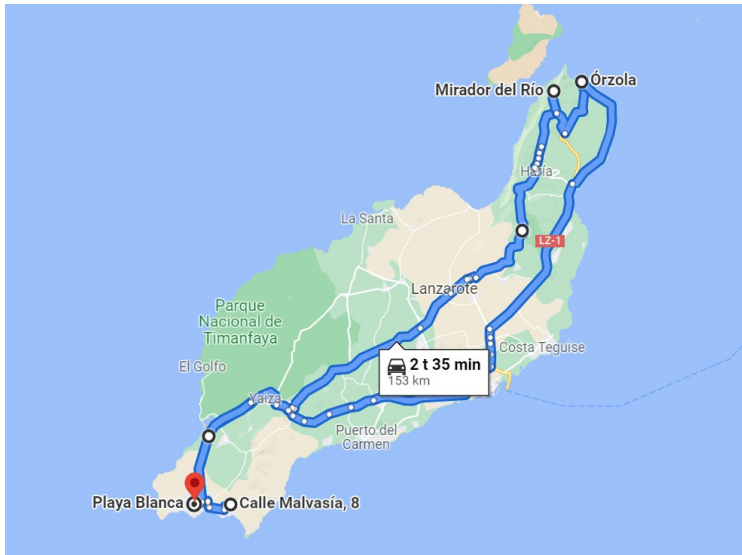 Mirador del Río
Órzola
Haría
La Santa
LZ-1
Lanzarote
Parque
Nacional de
Timanfaya
Costa Teguise
2 t 35 min
153 km
El Golfo
Yaiza
Puerto del
Carmen
Playa Blanca
Calle Malvasía, 8